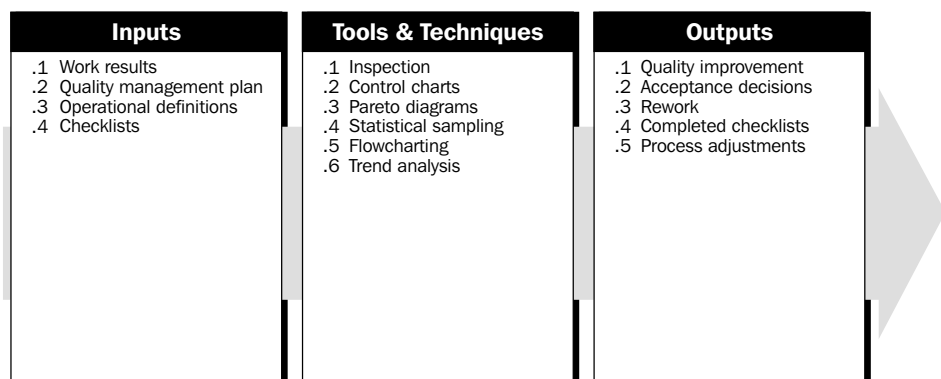 Inputs
.1 Work results
.2 Quality management plan
.3 Operational definitions
.4 Checklists
Tools & Techniques
.1 Inspection
.2 Control charts
.3 Pareto diagrams
.4 Statistical sampling
.5 Flowcharting
.6 Trend analysis
Outputs
.1 Quality improvement
.2 Acceptance decisions
.3 Rework
.4 Completed checklists
.5 Process adjustments